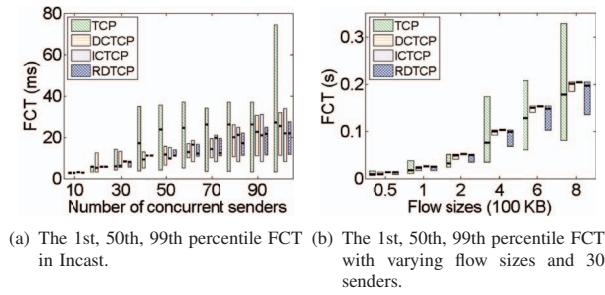 80
60
40
20
0
FCT (ms)
TCP
DCTCP
ICTCP
RDTCP
10 30 50 70 90
Number of concurrent senders
0.3
0.2
0.1
0
FCT (s)
TCP
DCTCP
ICTCP
RDTCP
0.5 1 2 4 6 8
Flow sizes (100 KB)
(a) The 1st, 50th, 99th percentile FCT
in Incast.
(b) The 1st, 50th, 99th percentile FCT
with varying flow sizes and 30
senders.